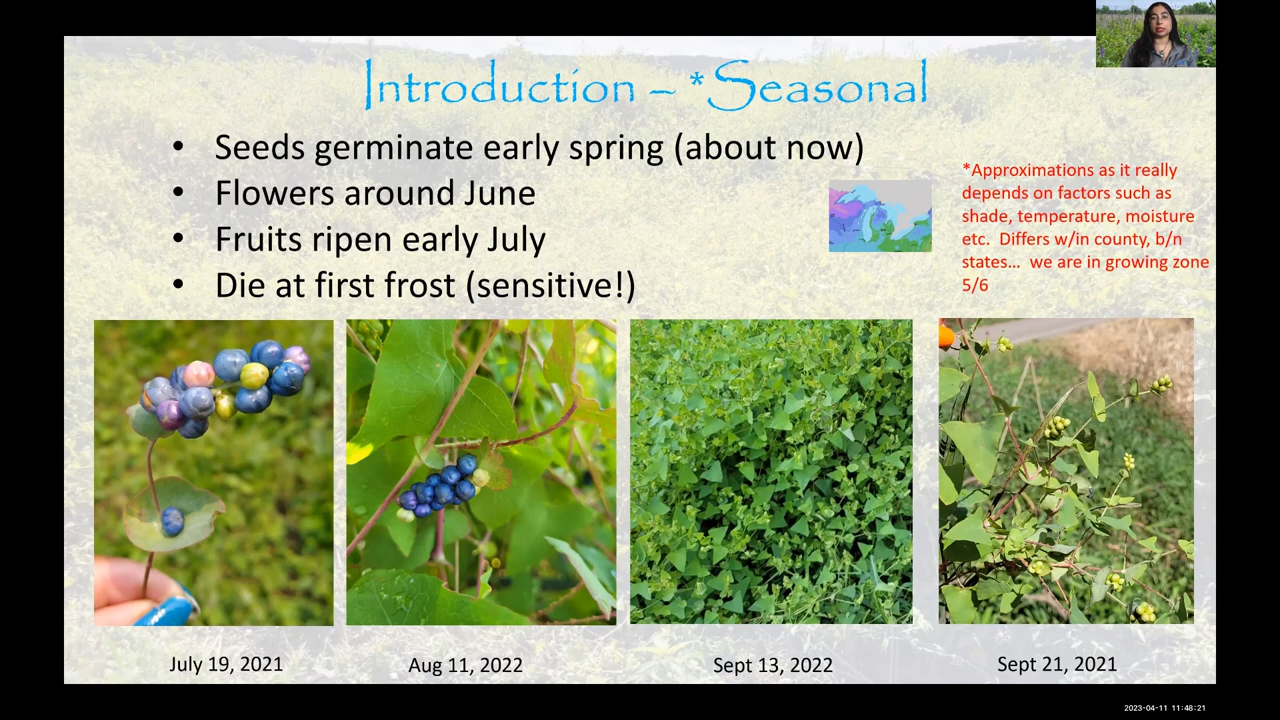 Introduction – *Seasonal
• Seeds germinate early spring (about now)
• Flowers around June
• Fruits ripen early July
• Die at first frost (sensitive!)
*Approximations as it really
depends on factors such as
shade, temperature, moisture
etc. Differs w/in county, b/n
states... we are in growing zone
5/6
July 19, 2021
Aug 11, 2022
Sept 13, 2022
Sept 21, 2021
2023-04-11 11:48:21